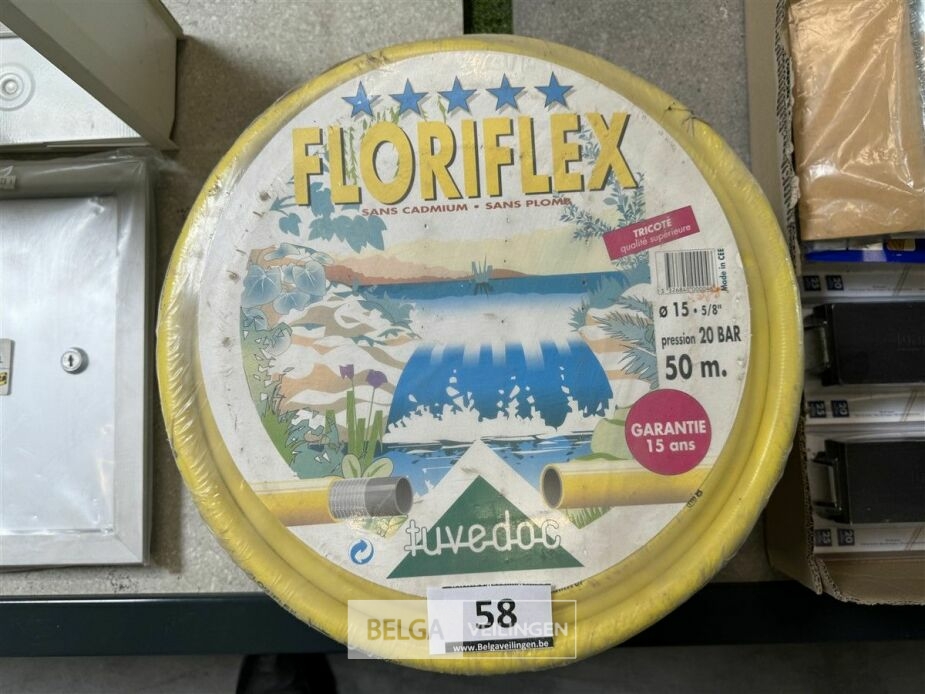 FLORIFLEX
SANS CADMIUM • SANS PLOMB
TRICOTÉ
qualité supérieure
Made in CEE
ø 15 • 5/8"
pression 20 BAR
50 m.
GARANTIE
15 ans
tuvedoc
58
BELGA VEILINGEN
www.Belgaveilingen.be